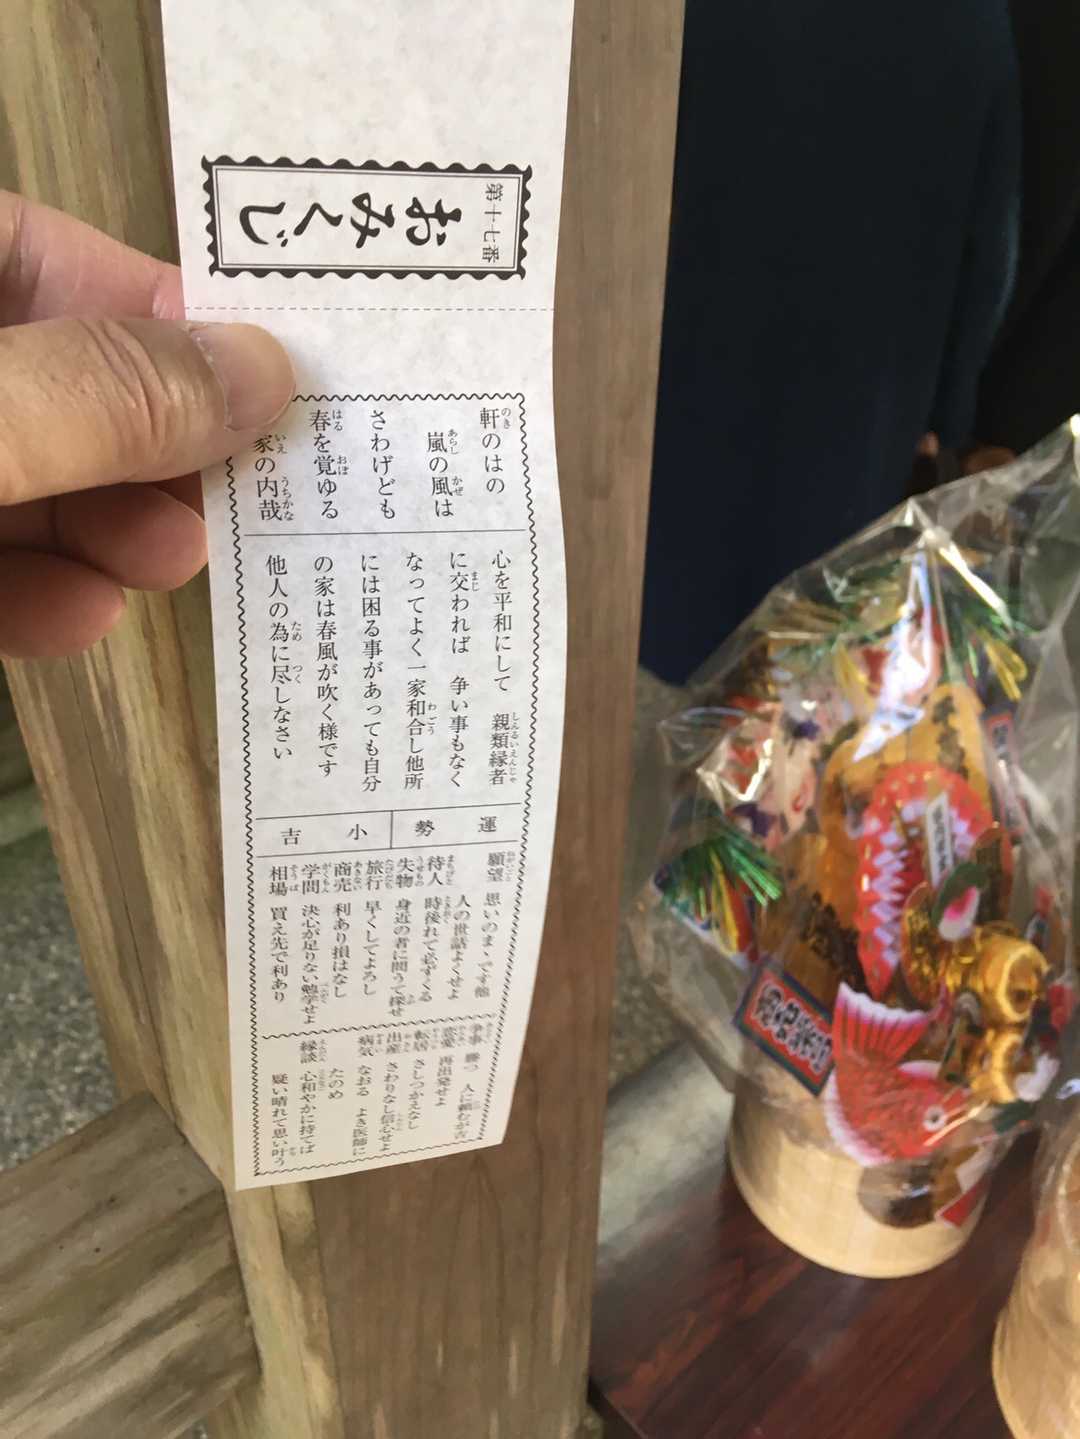 第十七番
おみくじ
軒のはの
嵐の風は
さわげども
春を覚ゆる
家の内哉
心を平和にして 親類縁者
に交われば 争い事もなく
なってよく一家和合し他所
には困る事があっても自分
の家は春風が吹く様です
他人の為に尽しなさい
運勢 小吉
願望 思いのまゝです他
人の世話よくせよ
待人 時後れて必ずくる
失物 身近の者に問うて探せ
旅行 早くしてよろし
商売 利あり損はなし
学問 決心が足りない勉学せよ
相場 買え先で利あり
争事 勝つ 人に頼むが吉
恋愛 再出発せよ
転居 さしつかえなし
出産 さわりなし信心せよ
病気 なおる よき医師に
たのめ
縁談 心和やかに持てば
疑い晴れて思い叶う